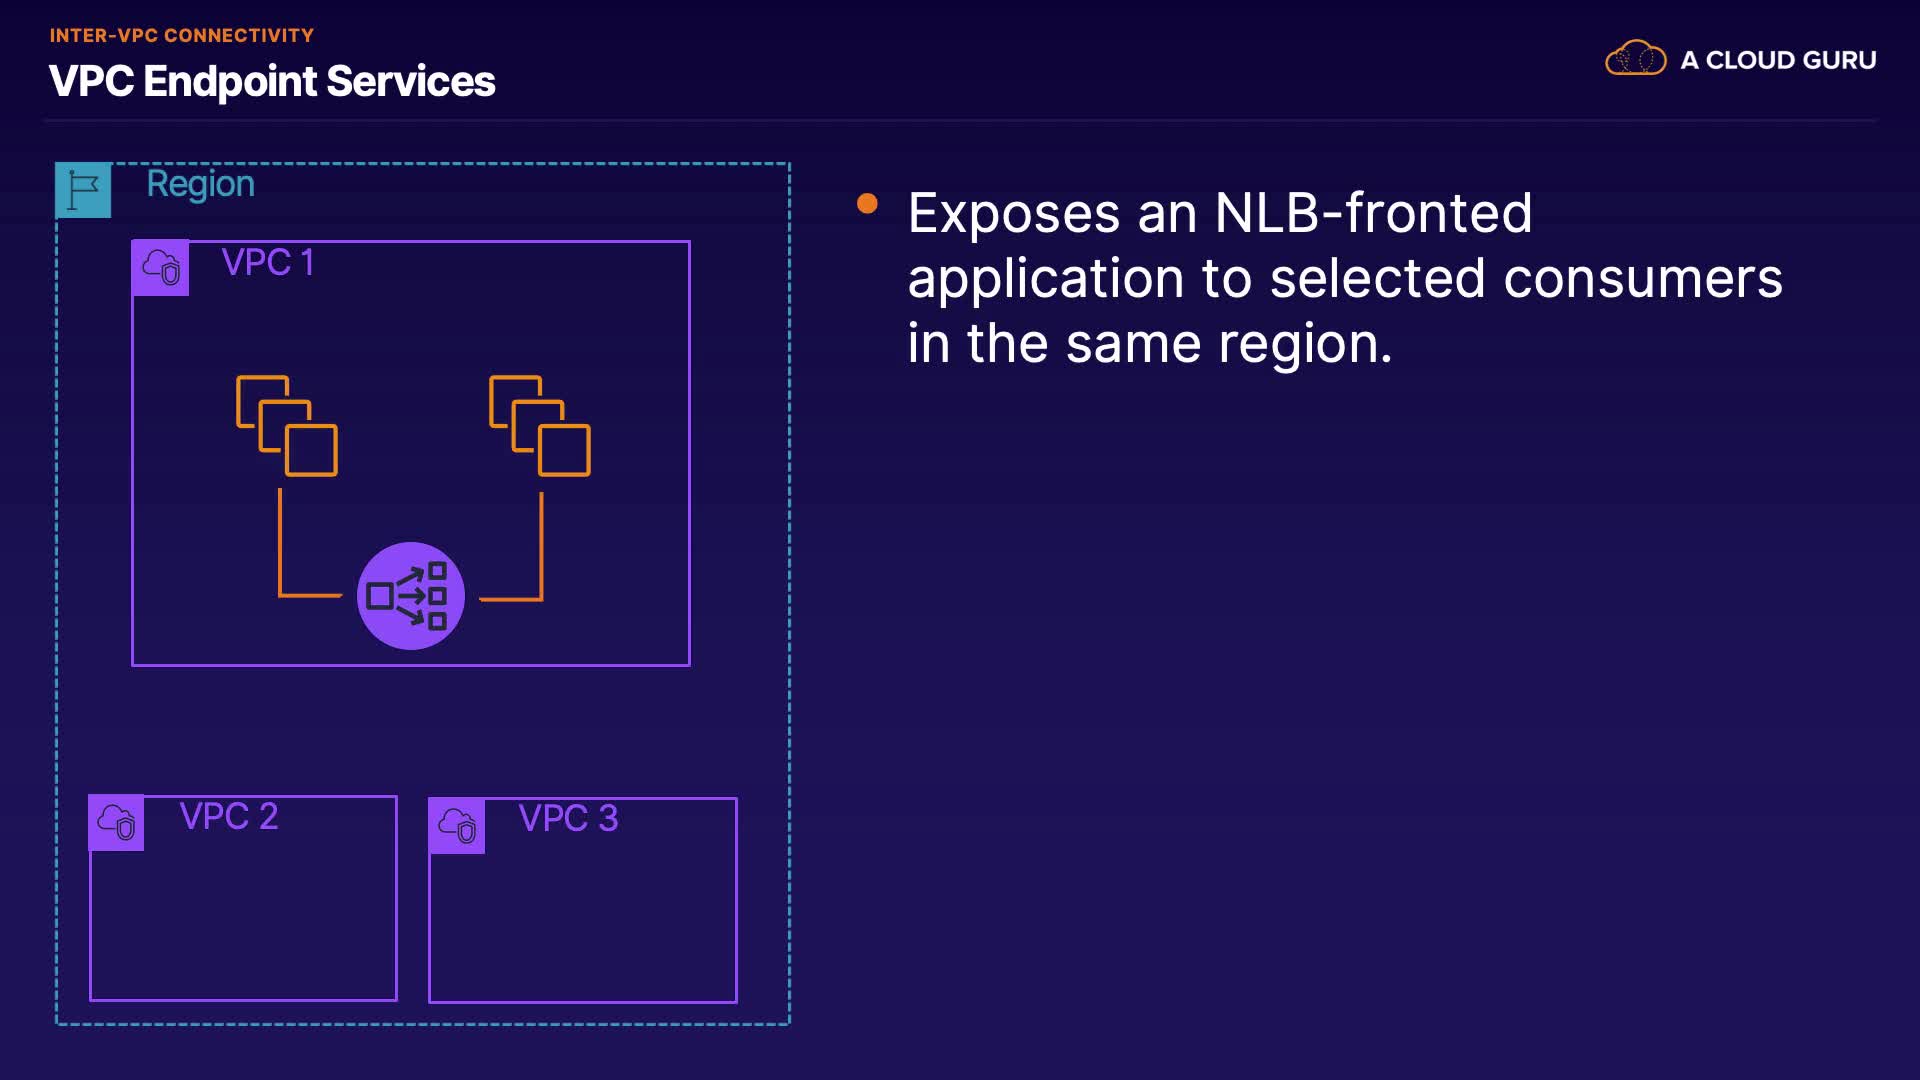 INTER-VPC CONNECTIVITY
VPC Endpoint Services
A CLOUD GURU
Region
VPC 1
VPC 2
VPC 3
Exposes an NLB-fronted
application to selected consumers
in the same region.